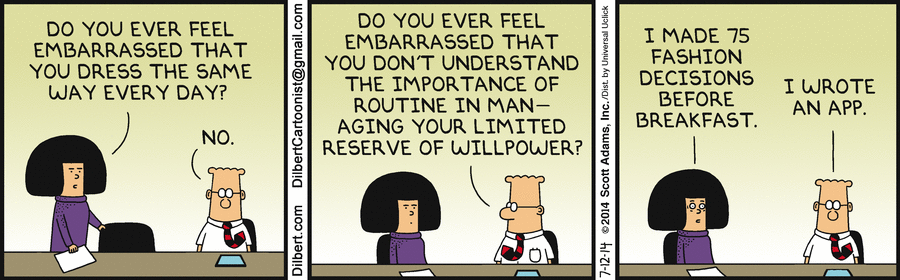 DO YOU EVER FEEL
EMBARRASSED THAT
YOU DRESS THE SAME
WAY EVERY DAY?
NO.
Dilbert.com DilbertCartoonist@gmail.com
DO YOU EVER FEEL
EMBARRASSED THAT
YOU DON'T UNDERSTAND
THE IMPORTANCE OF
ROUTINE IN MAN–
AGING YOUR LIMITED
RESERVE OF WILLPOWER?
7-12-14 ©2014 Scott Adams, Inc. /Dist. by Universal Uclick
I MADE 75
FASHION
DECISIONS
BEFORE
BREAKFAST.
I WROTE
AN APP.